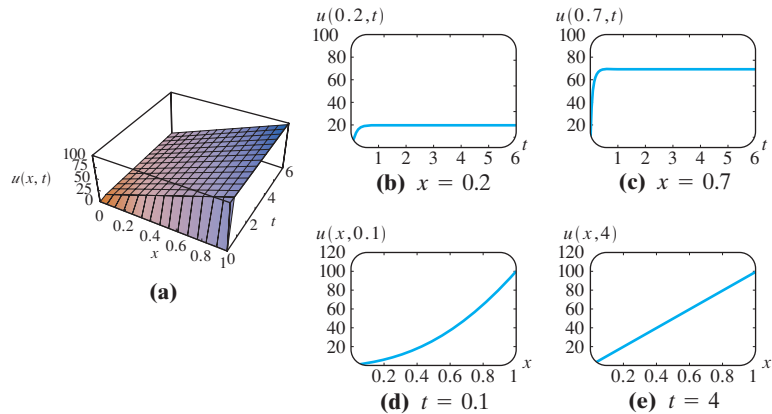 u(x, t)
100
75
50
25
0
0
0.2
0.4
0.6
0.8
1
x
0
2
4
6
t
(a)
u(0.2, t)
100
80
60
40
20
1 2 3 4 5 6
t
(b) x = 0.2
u(0.7, t)
100
80
60
40
20
1 2 3 4 5 6
t
(c) x = 0.7
u(x,0.1)
120
100
80
60
40
20
0.2 0.4 0.6 0.8 1
x
(d) t = 0.1
u(x,4)
120
100
80
60
40
20
0.2 0.4 0.6 0.8 1
x
(e) t = 4